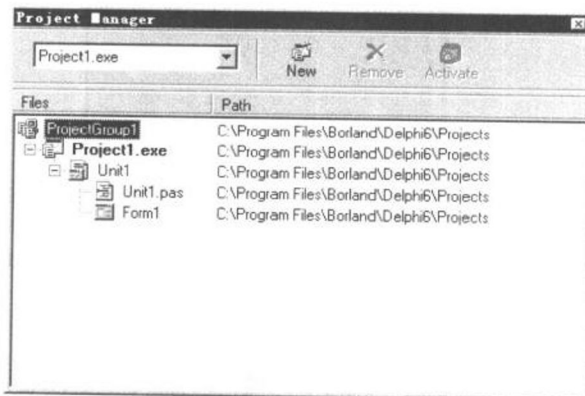 Project Manager
Project1.exe
New Remove Activate
Files Path
ProjectGroup1 C:\Program Files\Borland\Delphi6\Projects
Project1.exe C:\Program Files\Borland\Delphi6\Projects
Unit1 C:\Program Files\Borland\Delphi6\Projects
Unit1.pas C:\Program Files\Borland\Delphi6\Projects
Form1 C:\Program Files\Borland\Delphi6\Projects